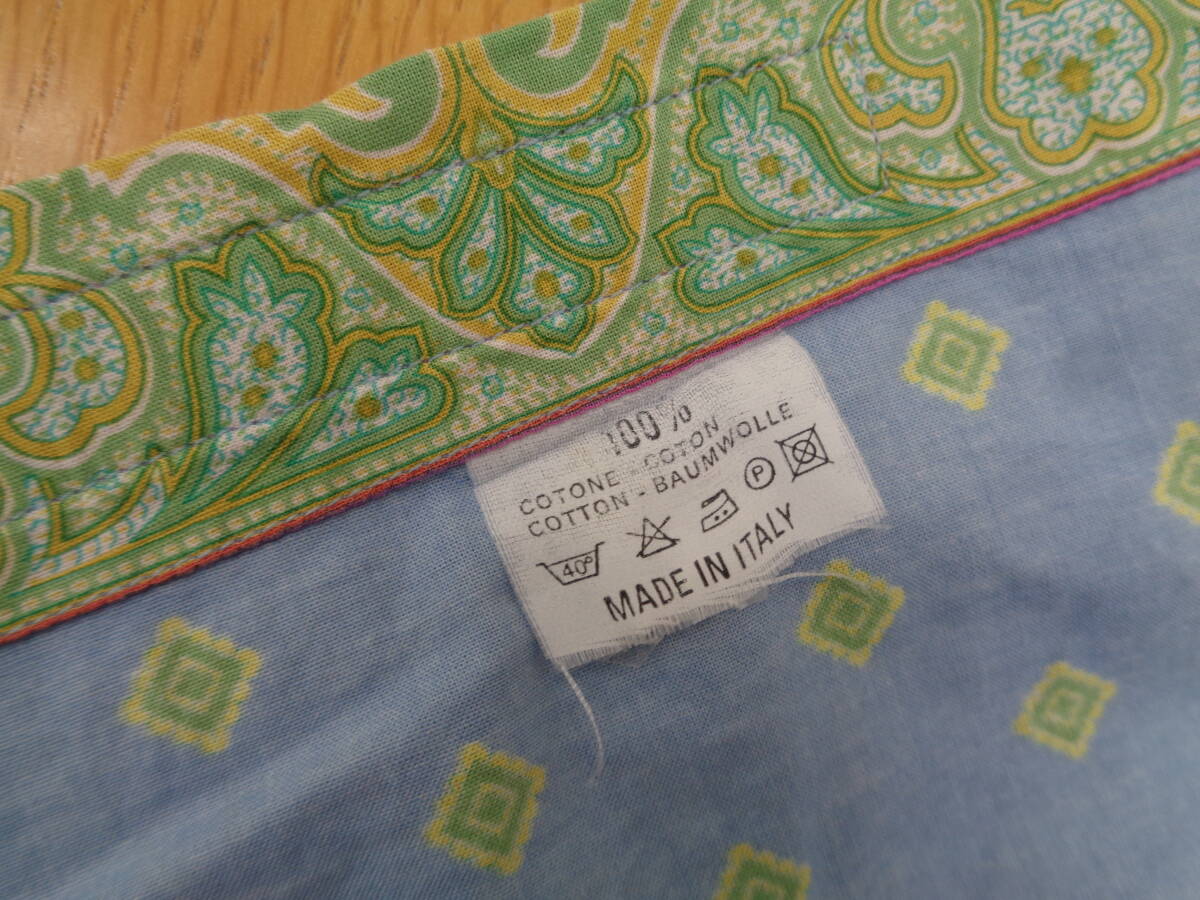 100%
COTONE - COTON
COTTON - BAUMWOLLE
40°
P
MADE IN ITALY